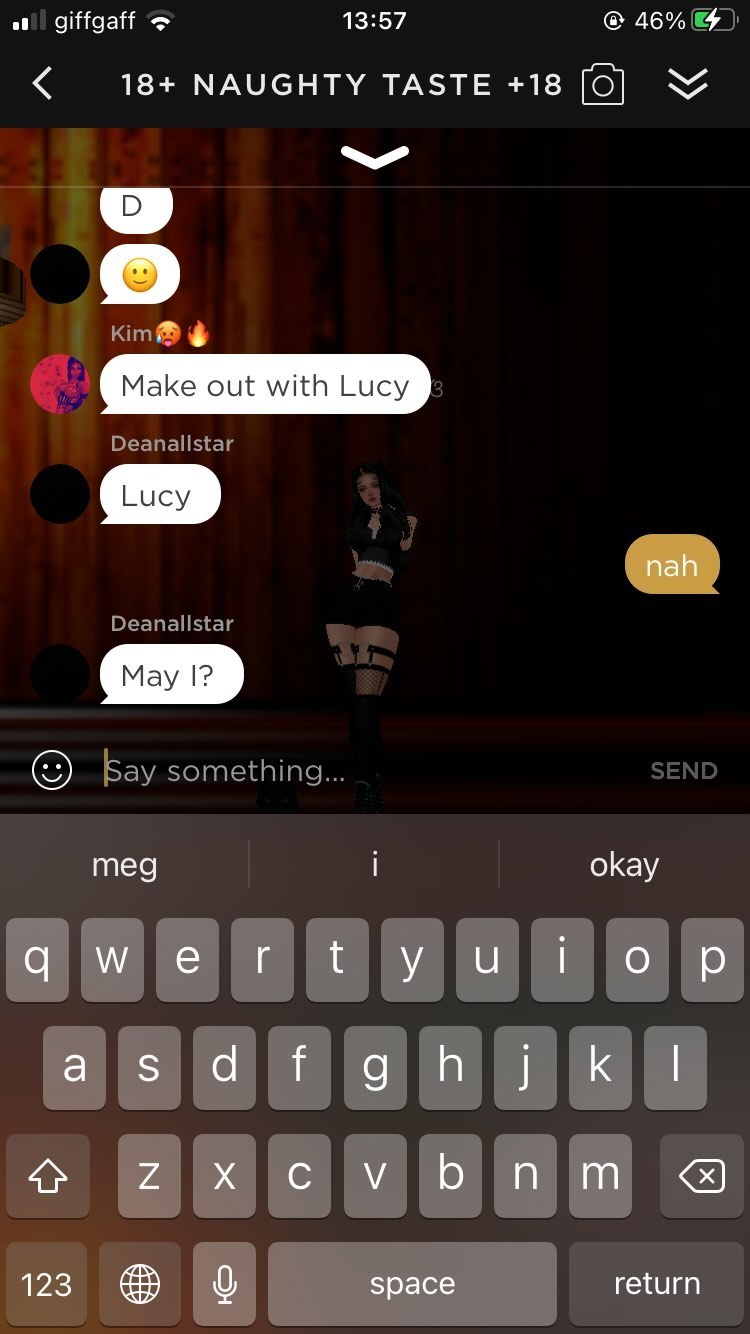 giffgaff 13:57 46%
18+ NAUGHTY TASTE +18
D
🙂
Kim🥵🔥
Make out with Lucy
Deanallstar
Lucy
nah
Deanallstar
May I?
Say something... SEND
meg i okay
q w e r t y u i o p
a s d f g h j k l
z x c v b n m
123 space return